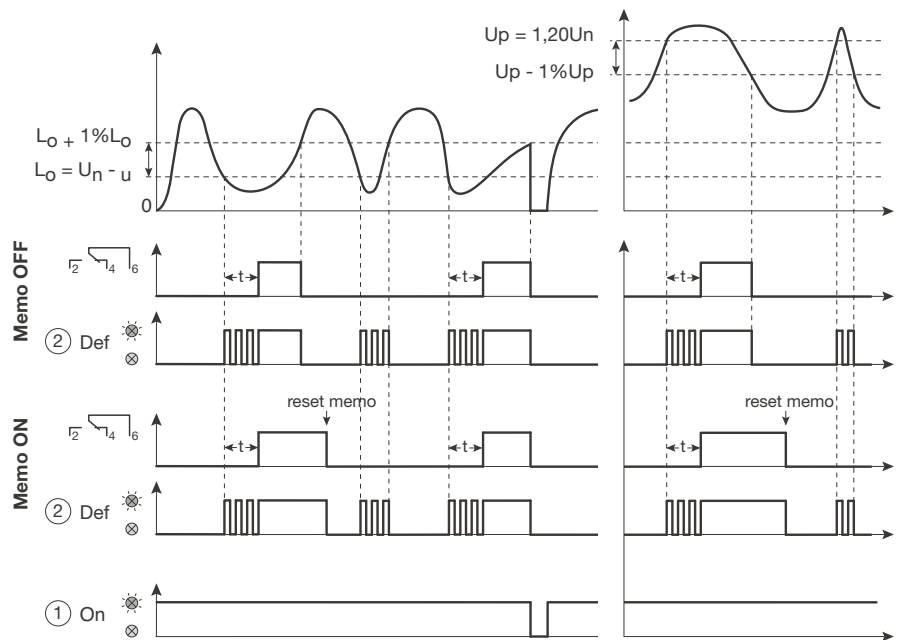 Up = 1,20Un
Up - 1%Up
Lo + 1%Lo
Lo = Un - u
0
Memo OFF
2 4 6
t t t
2 Def
reset memo reset memo
Memo ON
2 4 6
t t t
2 Def
1 On